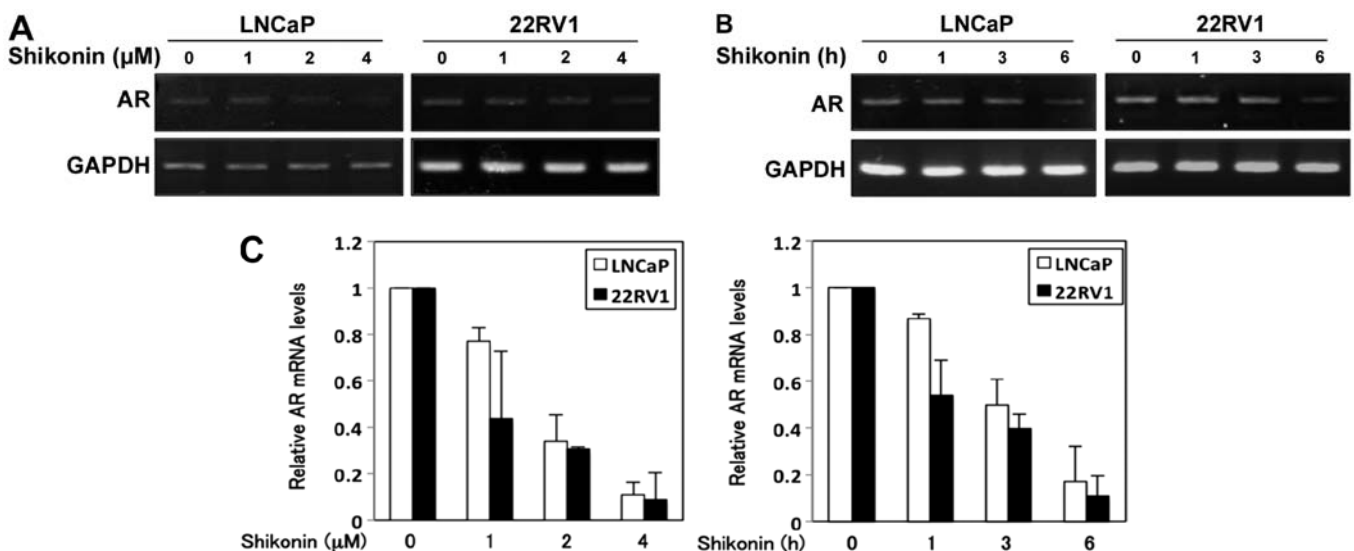 A
LNCaP 22RV1
Shikonin (μM) 0 1 2 4 0 1 2 4
AR
GAPDH
B
LNCaP 22RV1
Shikonin (h) 0 1 3 6 0 1 3 6
AR
GAPDH
C
Relative AR mRNA levels
1.2
1
0.8
0.6
0.4
0.2
0
LNCaP
22RV1
Shikonin (μM) 0 1 2 4
Relative AR mRNA levels
1.2
1
0.8
0.6
0.4
0.2
0
LNCaP
22RV1
Shikonin (h) 0 1 3 6